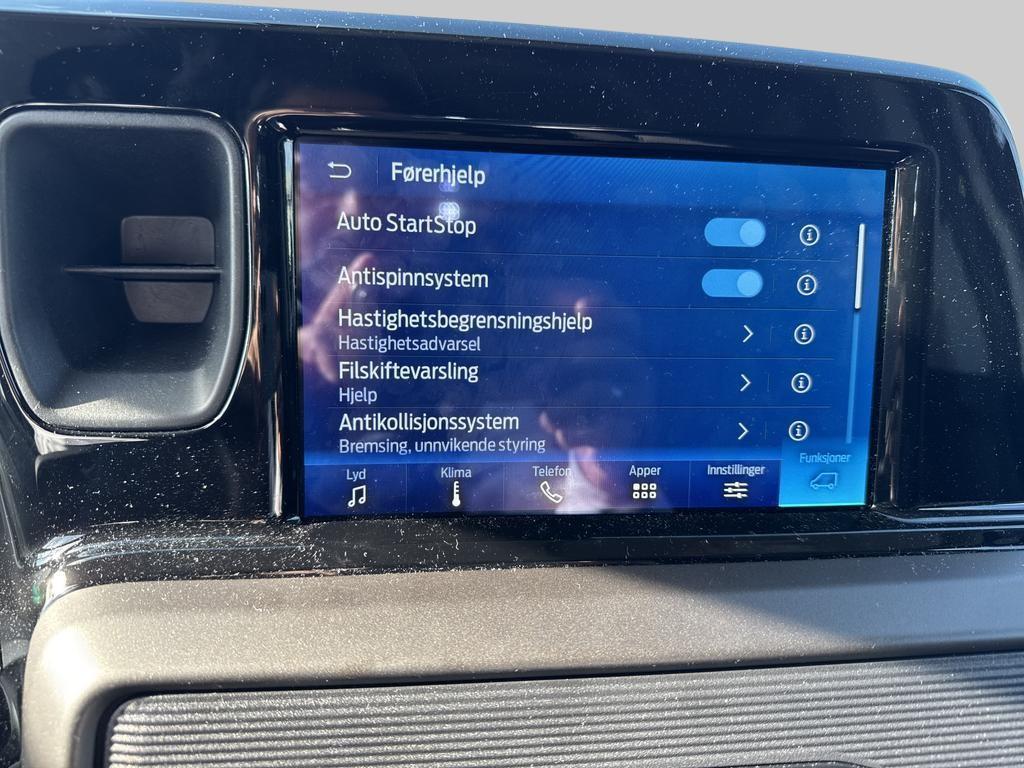 Førerhjelp
Auto StartStop
Antispinnsystem
Hastighetsbegrensningshjelp
Hastighetsadvarsel
Filskiftevarsling
Hjelp
Antikollisjonssystem
Bremsing, unnvikende styring
Lyd
Klima
Telefon
Apper
Innstillinger
Funksjoner